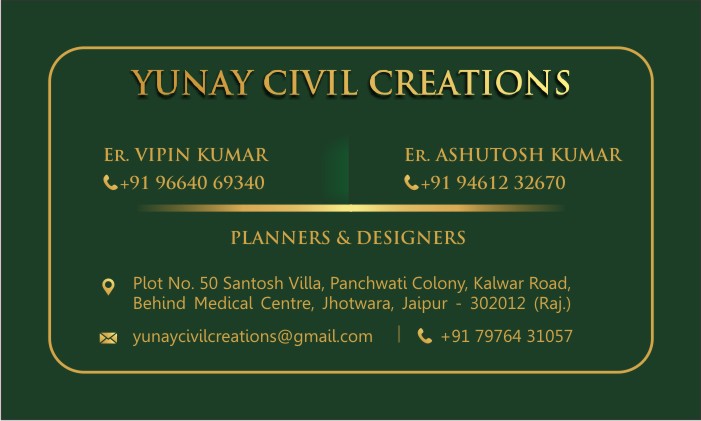 YUNAY CIVIL CREATIONS
Er. VIPIN KUMAR
+91 96640 69340
Er. ASHUTOSH KUMAR
+91 94612 32670
PLANNERS & DESIGNERS
Plot No. 50 Santosh Villa, Panchwati Colony, Kalwar Road,
Behind Medical Centre, Jhotwara, Jaipur - 302012 (Raj.)
yunaycivilcreations@gmail.com | +91 79764 31057